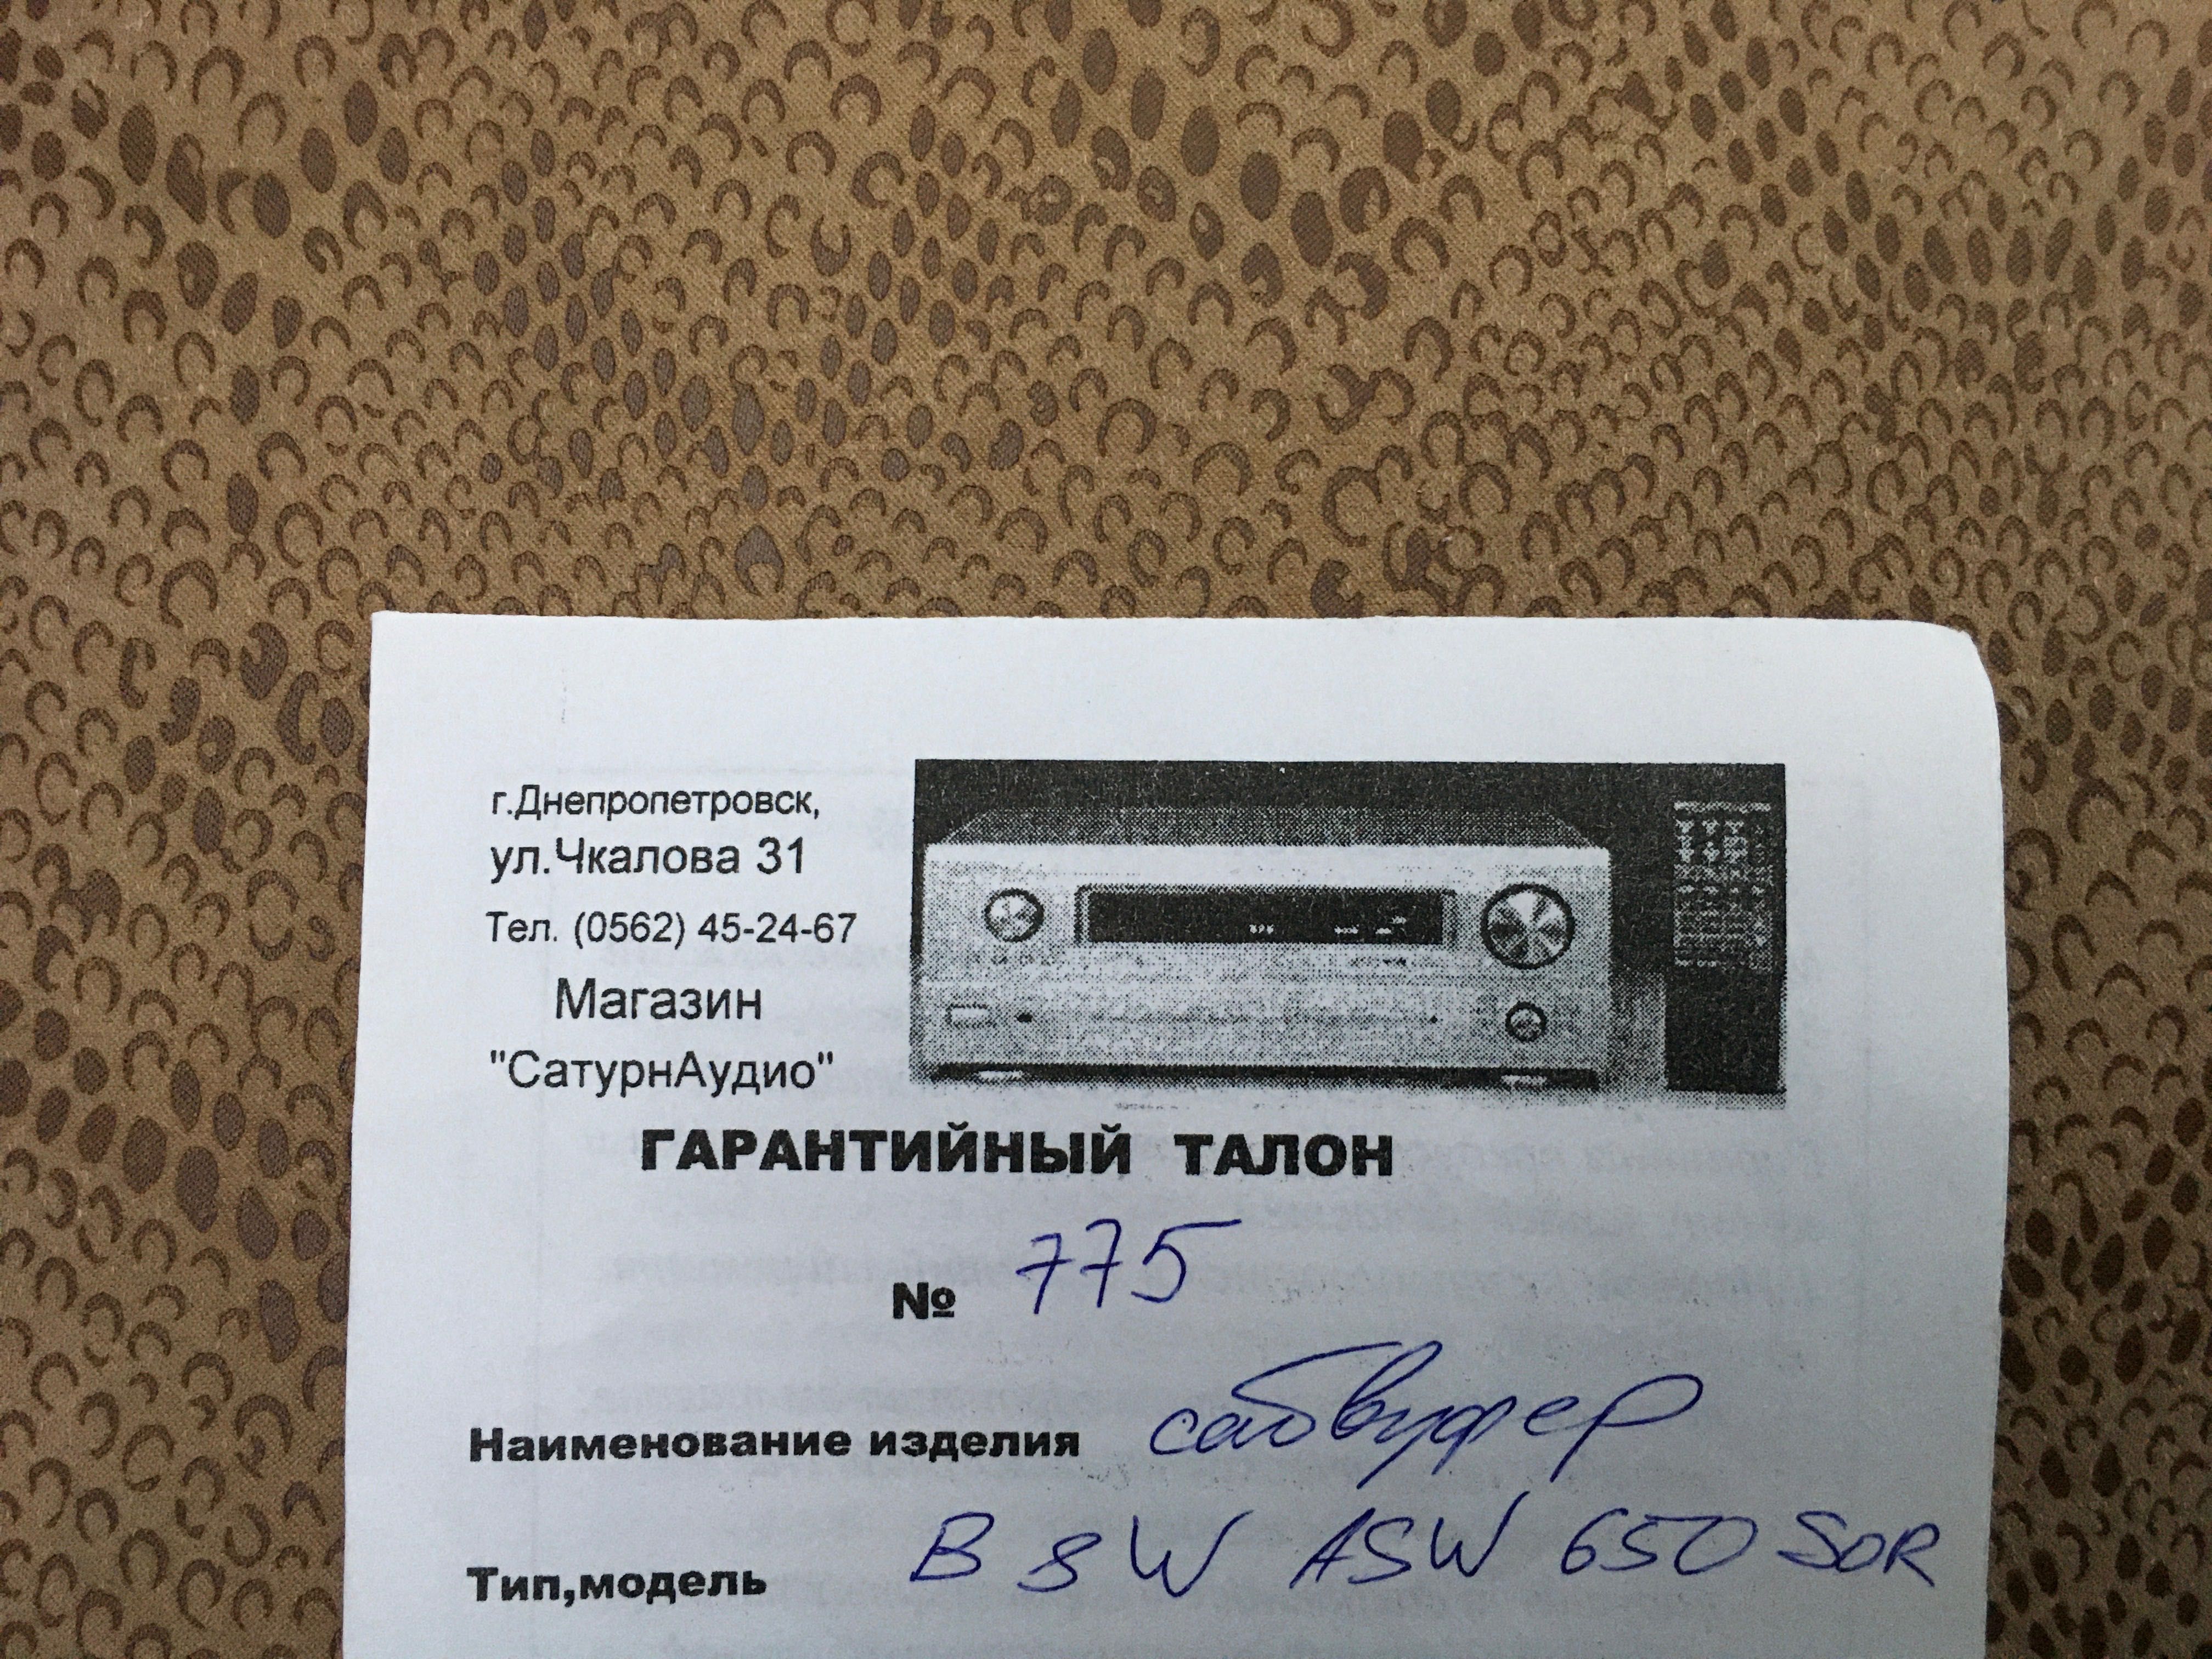 г.Днепропетровск,
ул.Чкалова 31
Тел. (0562) 45-24-67
Магазин
"СатурнАудио"
ГАРАНТИЙНЫЙ ТАЛОН
№ 775
Наименование изделия сабвуфер
Тип,модель B&W ASW 650 SOR